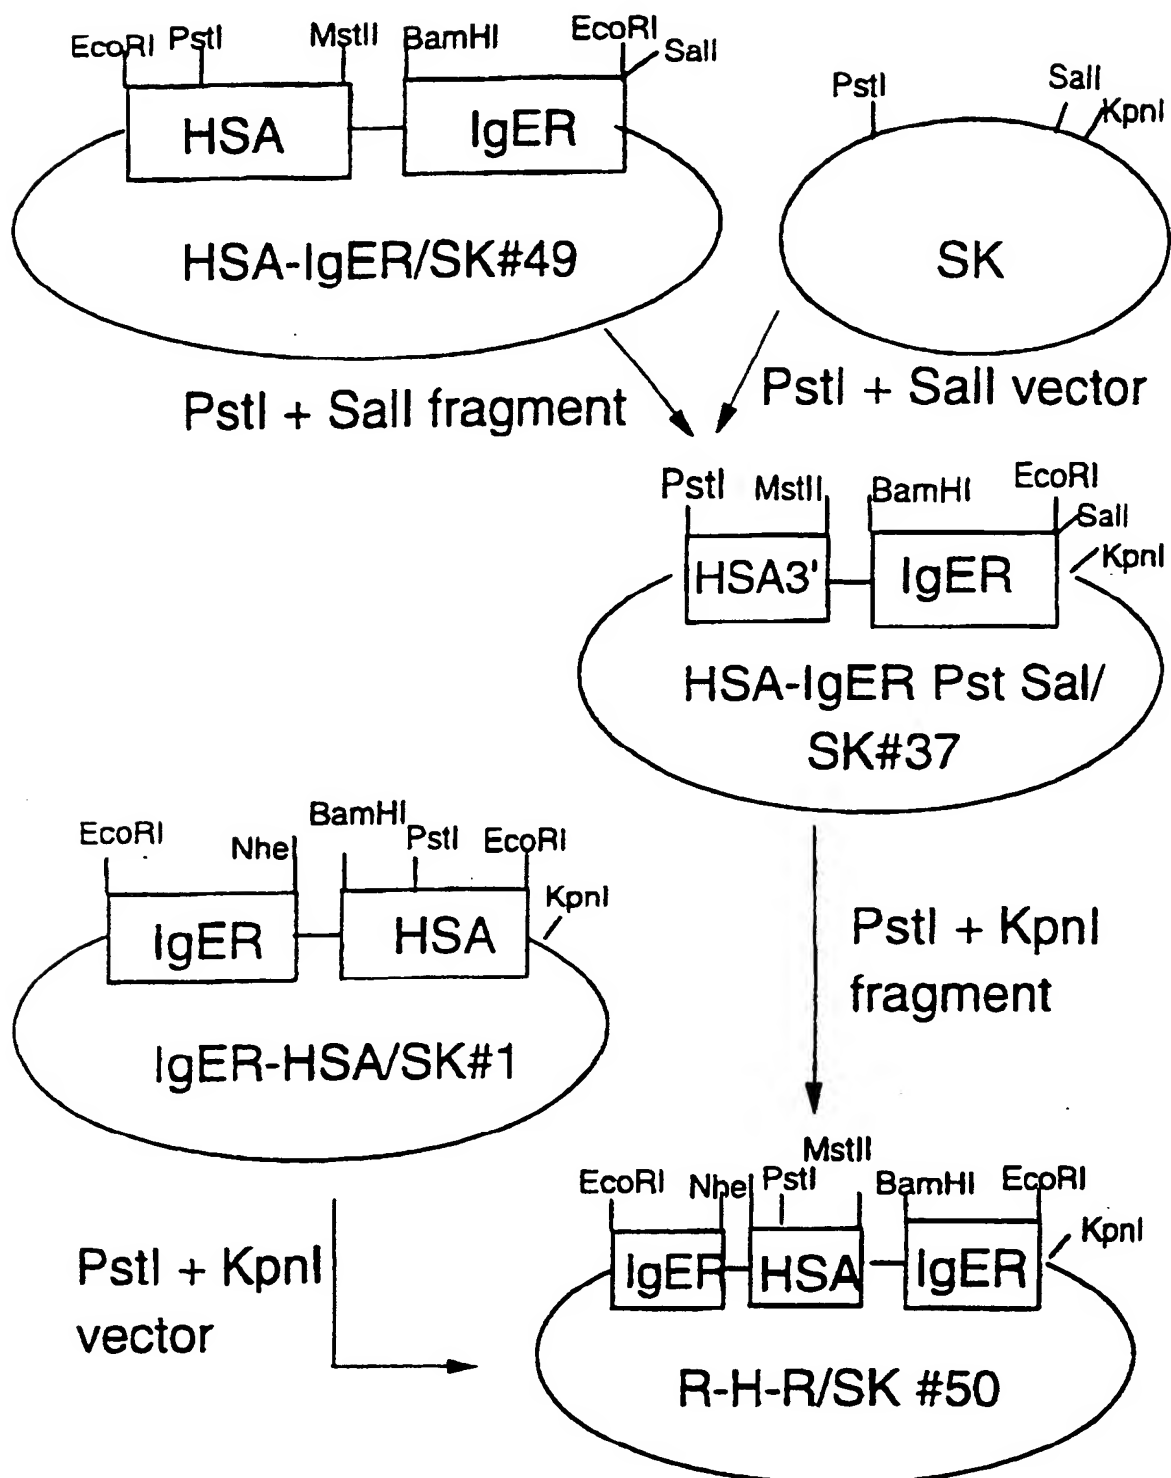 EcoRI PstI MstII BamHI EcoRI SalI
HSA IgER
HSA-IgER/SK#49
PstI SalI KpnI
SK
PstI + SalI fragment
PstI + SalI vector
PstI MstII BamHI EcoRI SalI KpnI
HSA3' IgER
HSA-IgER Pst Sal/
SK#37
EcoRI NheI BamHI PstI EcoRI KpnI
IgER HSA
IgER-HSA/SK#1
PstI + KpnI
fragment
PstI + KpnI
vector
MstII
EcoRI NheI PstI BamHI EcoRI KpnI
IgER HSA IgER
R-H-R/SK #50